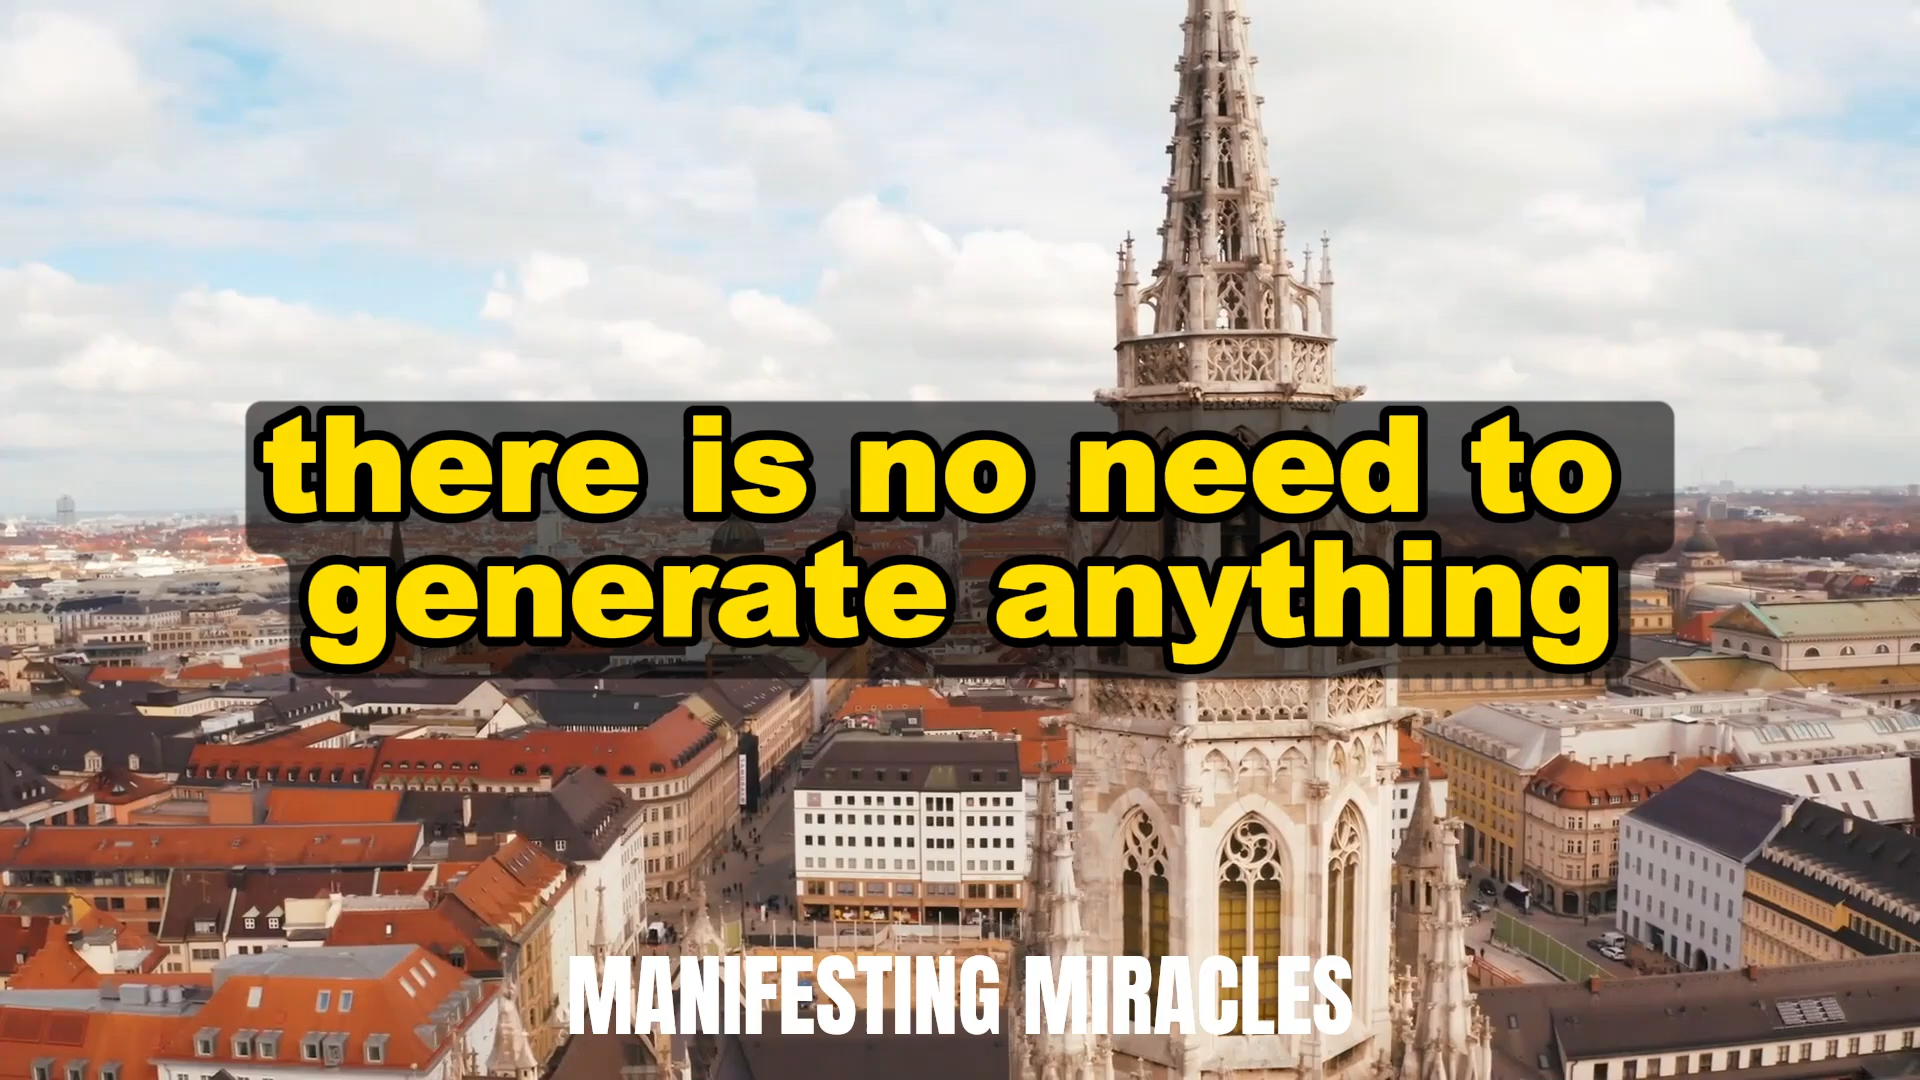 there is no need to
generate anything
MANIFESTING MIRACLES